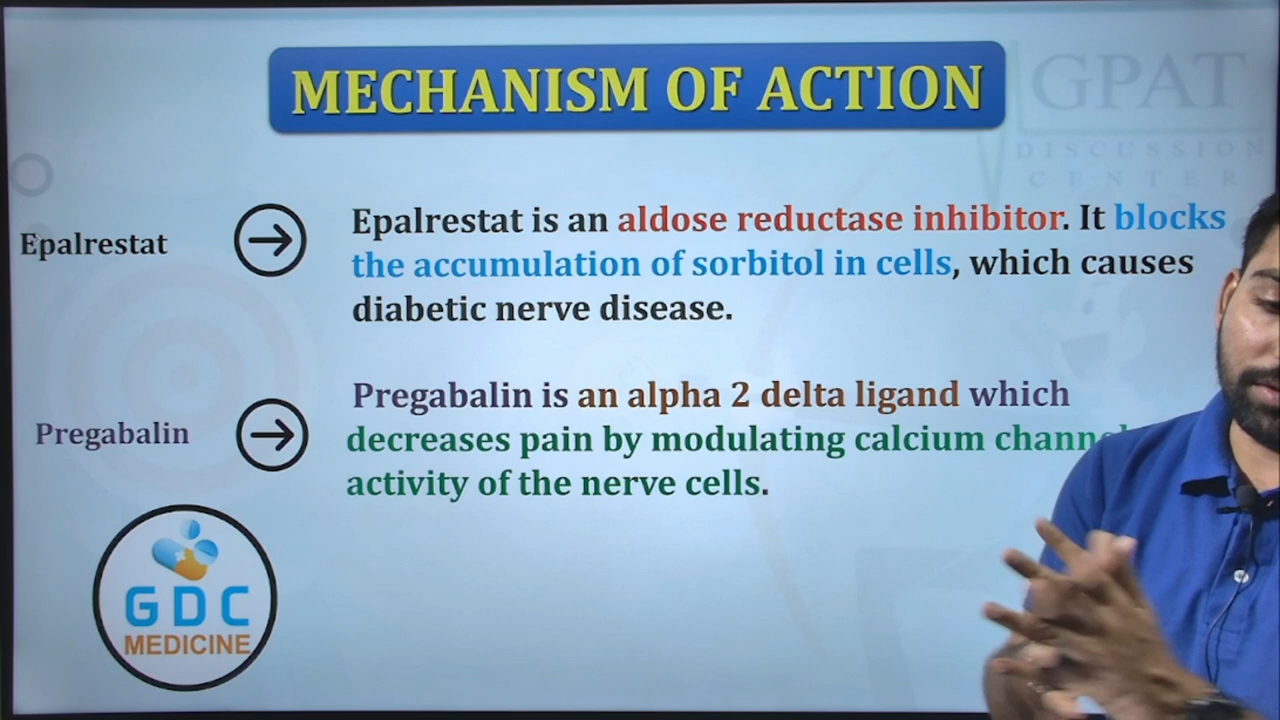 MECHANISM OF ACTION
GPAT
DISCUSSION
CENTER
Epalrestat
Epalrestat is an aldose reductase inhibitor. It blocks
the accumulation of sorbitol in cells, which causes
diabetic nerve disease.
Pregabalin
Pregabalin is an alpha 2 delta ligand which
decreases pain by modulating calcium channel
activity of the nerve cells.
GDC
MEDICINE